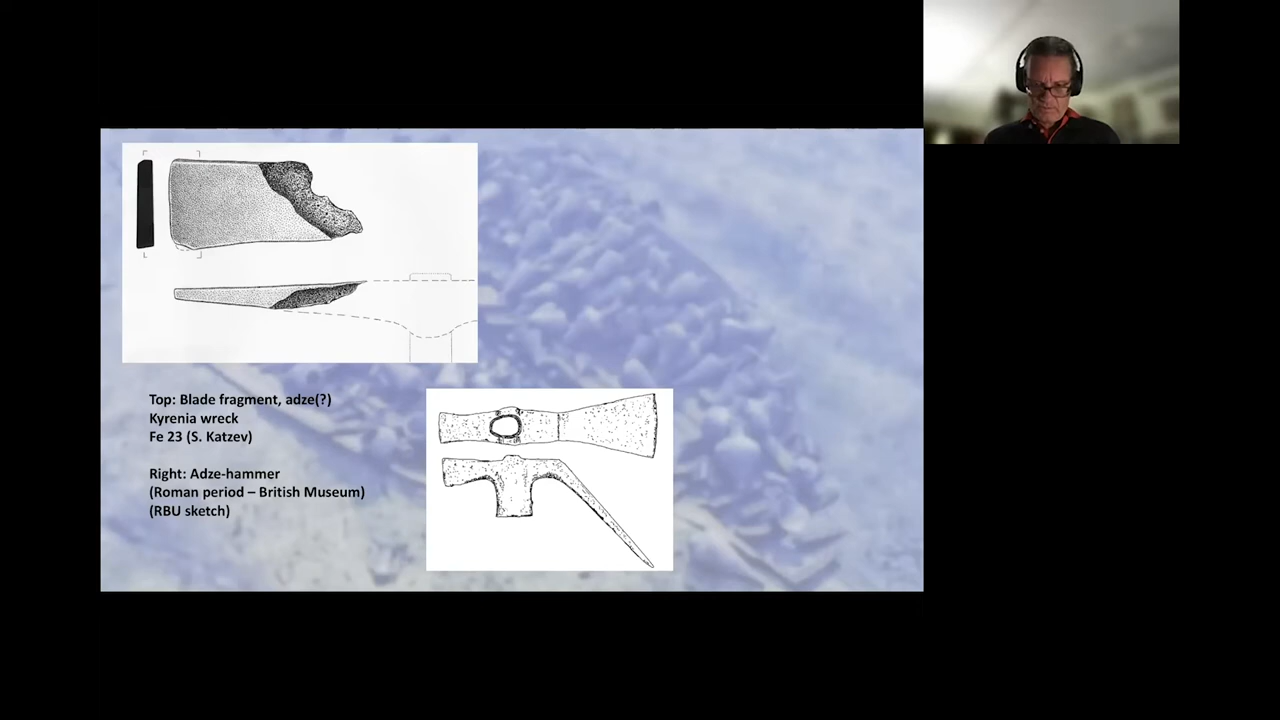 Top: Blade fragment, adze(?)
Kyrenia wreck
Fe 23 (S. Katzev)
Right: Adze-hammer
(Roman period – British Museum)
(RBU sketch)